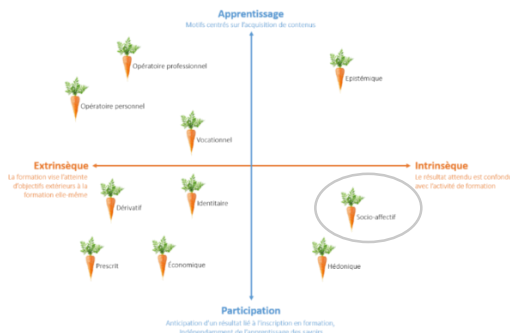 Apprentissage
Motifs centrés sur l'acquisition de contenus
Opératoire professionnel
Épistémique
Opératoire personnel
Vocationnel
Extrinsèque
La formation vise l'atteinte
d'objectifs extérieurs à la
formation elle même
Intrinsèque
Le résultat attendu est confondu
avec l'activité de formation
Dérivatif
Identitaire
Socio-affectif
Prescrit
Économique
Hédonique
Participation
Anticipation d'un résultat lié à l'inscription en formation,
indépendamment de l'apprentissage des savoirs